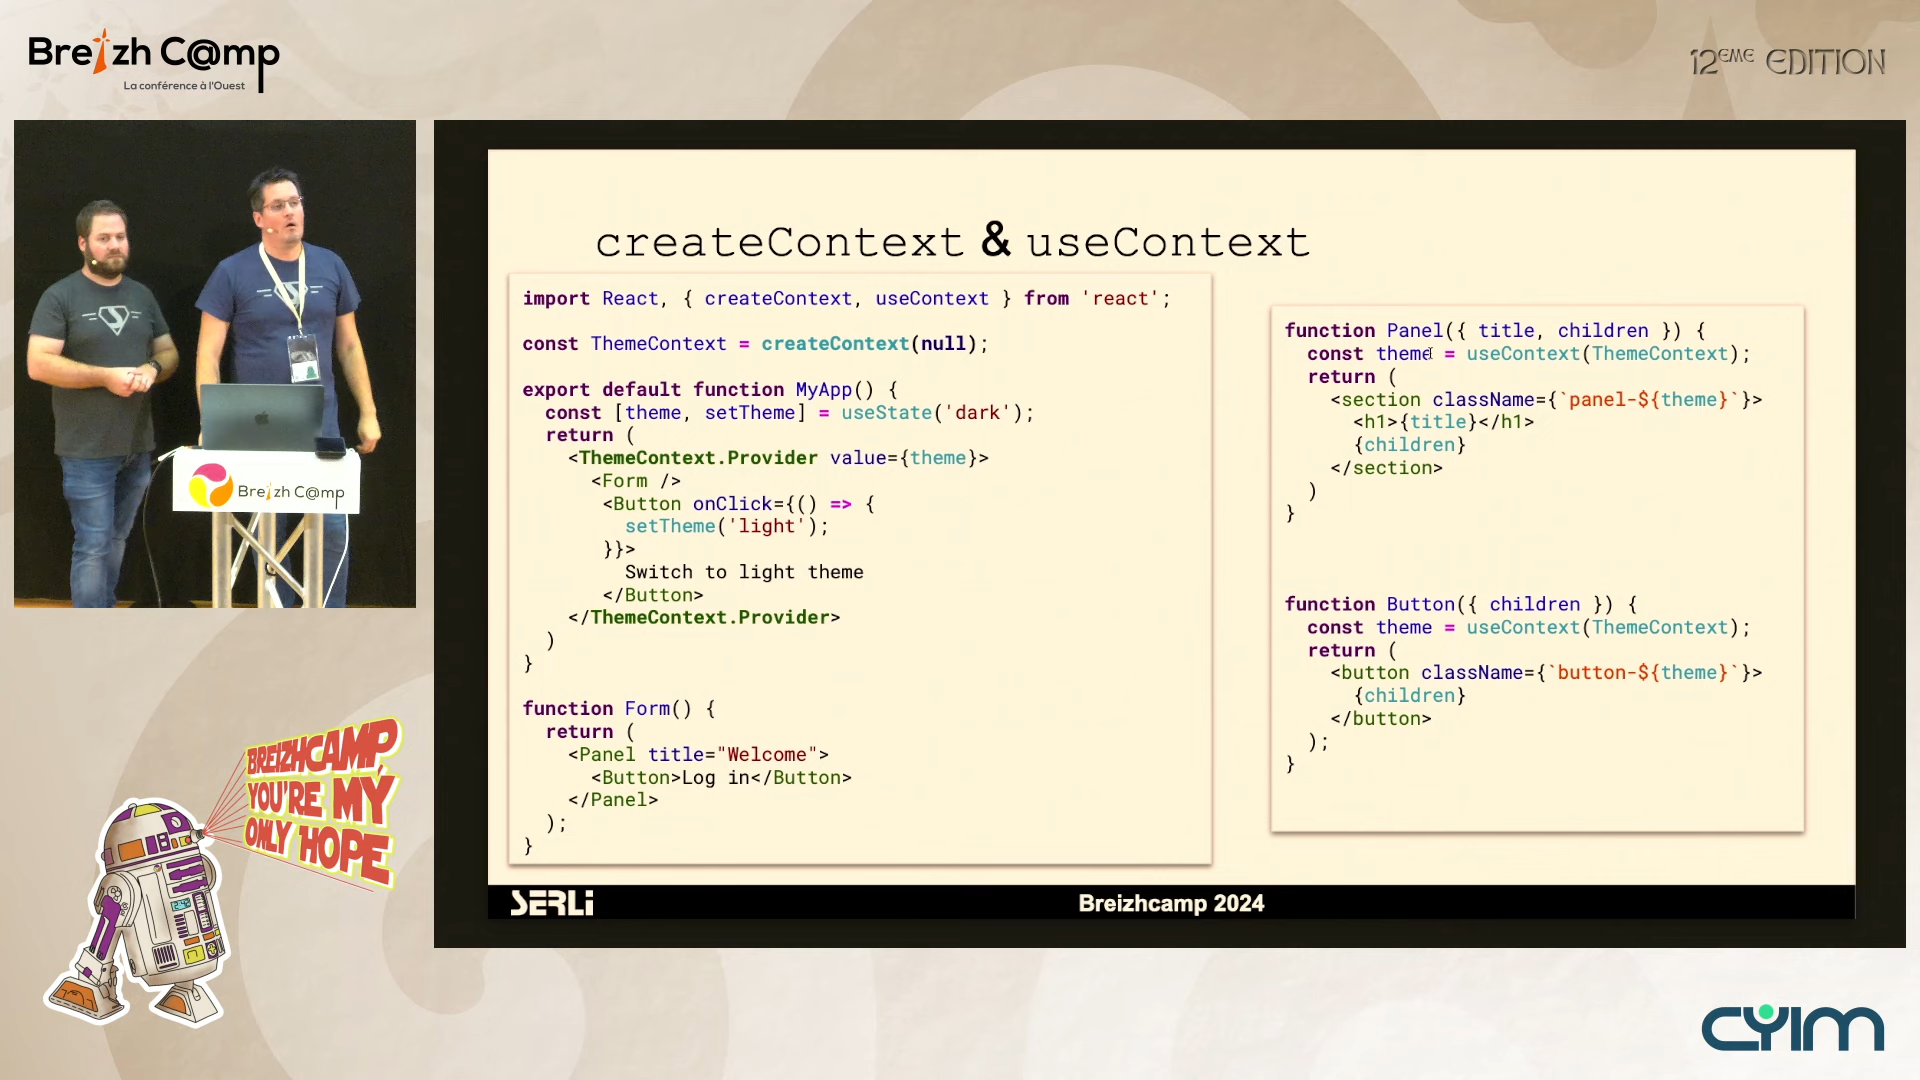 Breizh C@mp
La conférence à l'Ouest
12EME EDITION
createContext & useContext
import React, { createContext, useContext } from 'react';
const ThemeContext = createContext(null);
export default function MyApp() {
  const [theme, setTheme] = useState('dark');
  return (
    <ThemeContext.Provider value={theme}>
      <Form />
       <Button onClick={() => {
         setTheme('light');
       }}>
         Switch to light theme
       </Button>
    </ThemeContext.Provider>
  )
}
function Form() {
  return (
    <Panel title="Welcome">
      <Button>Log in</Button>
    </Panel>
  );
}
function Panel({ title, children }) {
  const theme = useContext(ThemeContext);
  return (
    <section className={`panel-${theme}`}>
      <h1>{title}</h1>
      {children}
    </section>
  )
}
function Button({ children }) {
  const theme = useContext(ThemeContext);
  return (
    <button className={`button-${theme}`}>
      {children}
    </button>
  );
}
SERLi
Breizhcamp 2024
Breizh C@mp
BREIZHCAMP,
YOU'RE MY
ONLY HOPE
CYIM